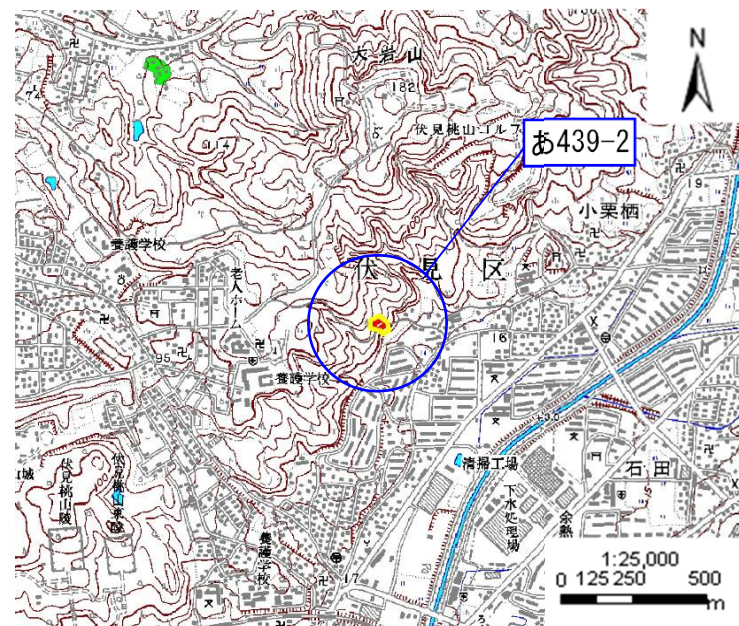 N
大岩山
182
74
伏見桃山ゴルフ
あ439-2
114
小栗栖
19
養護学校
伏見区
老人ホーム
16
95
養護学校
清掃工場
石田
伏見桃山陵
伏見桃山東陵
下水処理場
余熱
養護学校
17
1:25,000
0 125 250 500
m